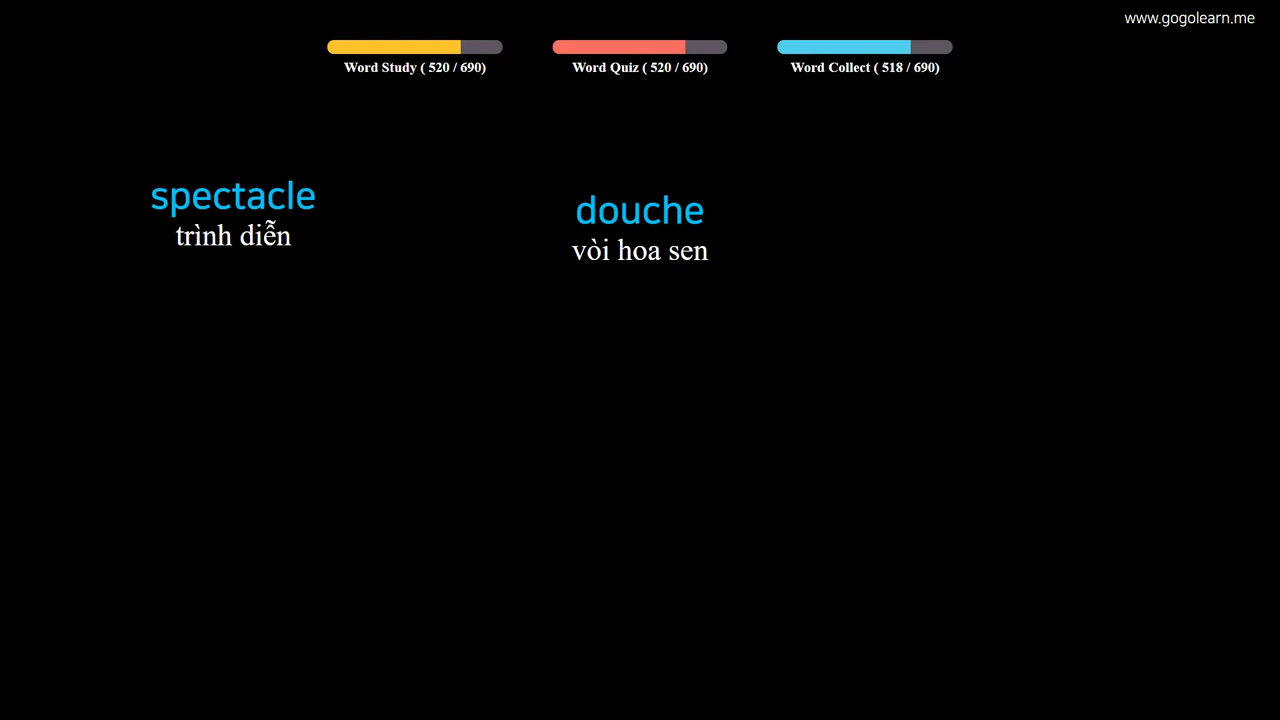 www.gogolearn.me
Word Study ( 520 / 690)
Word Quiz ( 520 / 690)
Word Collect ( 518 / 690)
spectacle
trình diễn
douche
vòi hoa sen